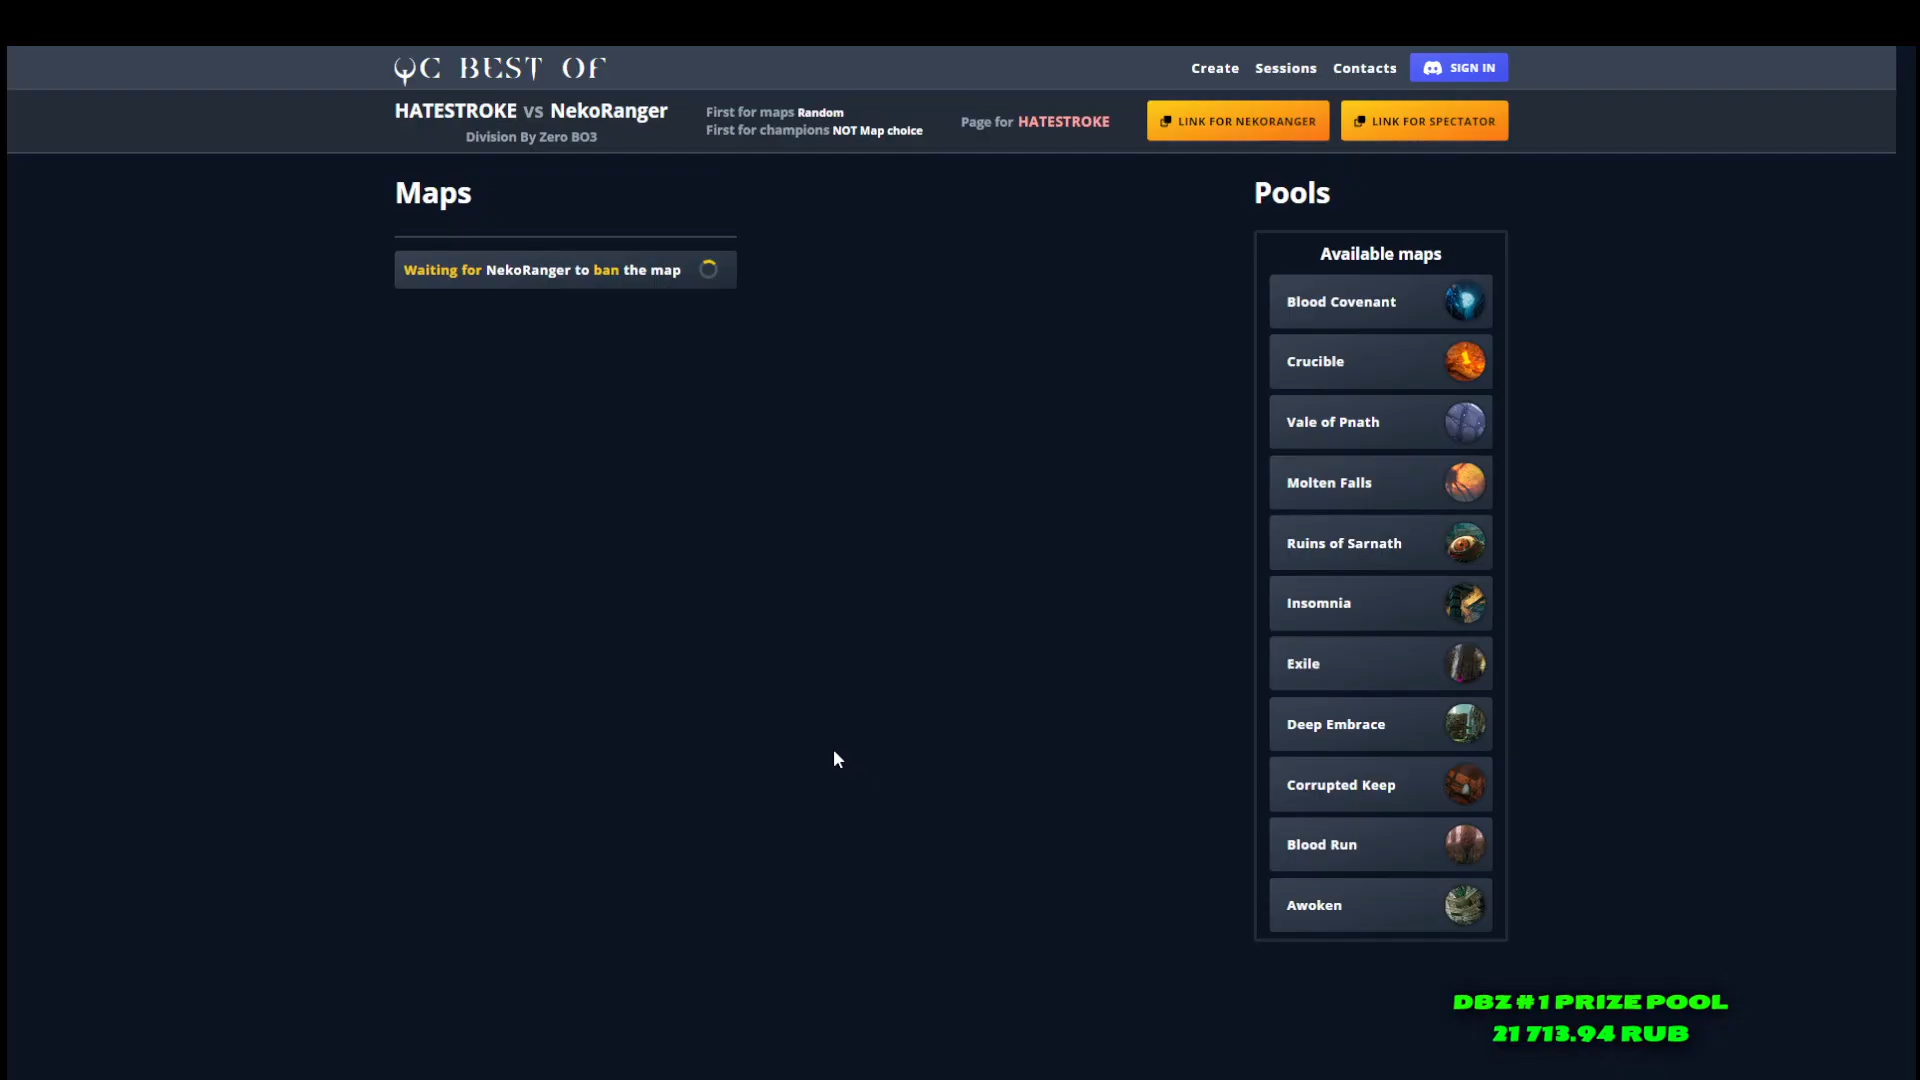 QC BEST OF
Create Sessions Contacts SIGN IN
HATESTROKE vs NekoRanger
Division By Zero BO3
First for maps Random
First for champions NOT Map choice
Page for HATESTROKE
LINK FOR NEKORANGER
LINK FOR SPECTATOR
Maps
Waiting for NekoRanger to ban the map
Pools
Available maps
Blood Covenant
Crucible
Vale of Pnath
Molten Falls
Ruins of Sarnath
Insomnia
Exile
Deep Embrace
Corrupted Keep
Blood Run
Awoken
DBZ #1 PRIZE POOL
21 713.94 RUB